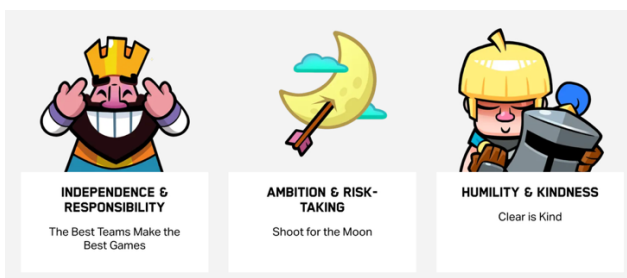 INDEPENDENCE &
RESPONSIBILITY
The Best Teams Make the
Best Games
AMBITION & RISK-
TAKING
Shoot for the Moon
HUMILITY & KINDNESS
Clear is Kind